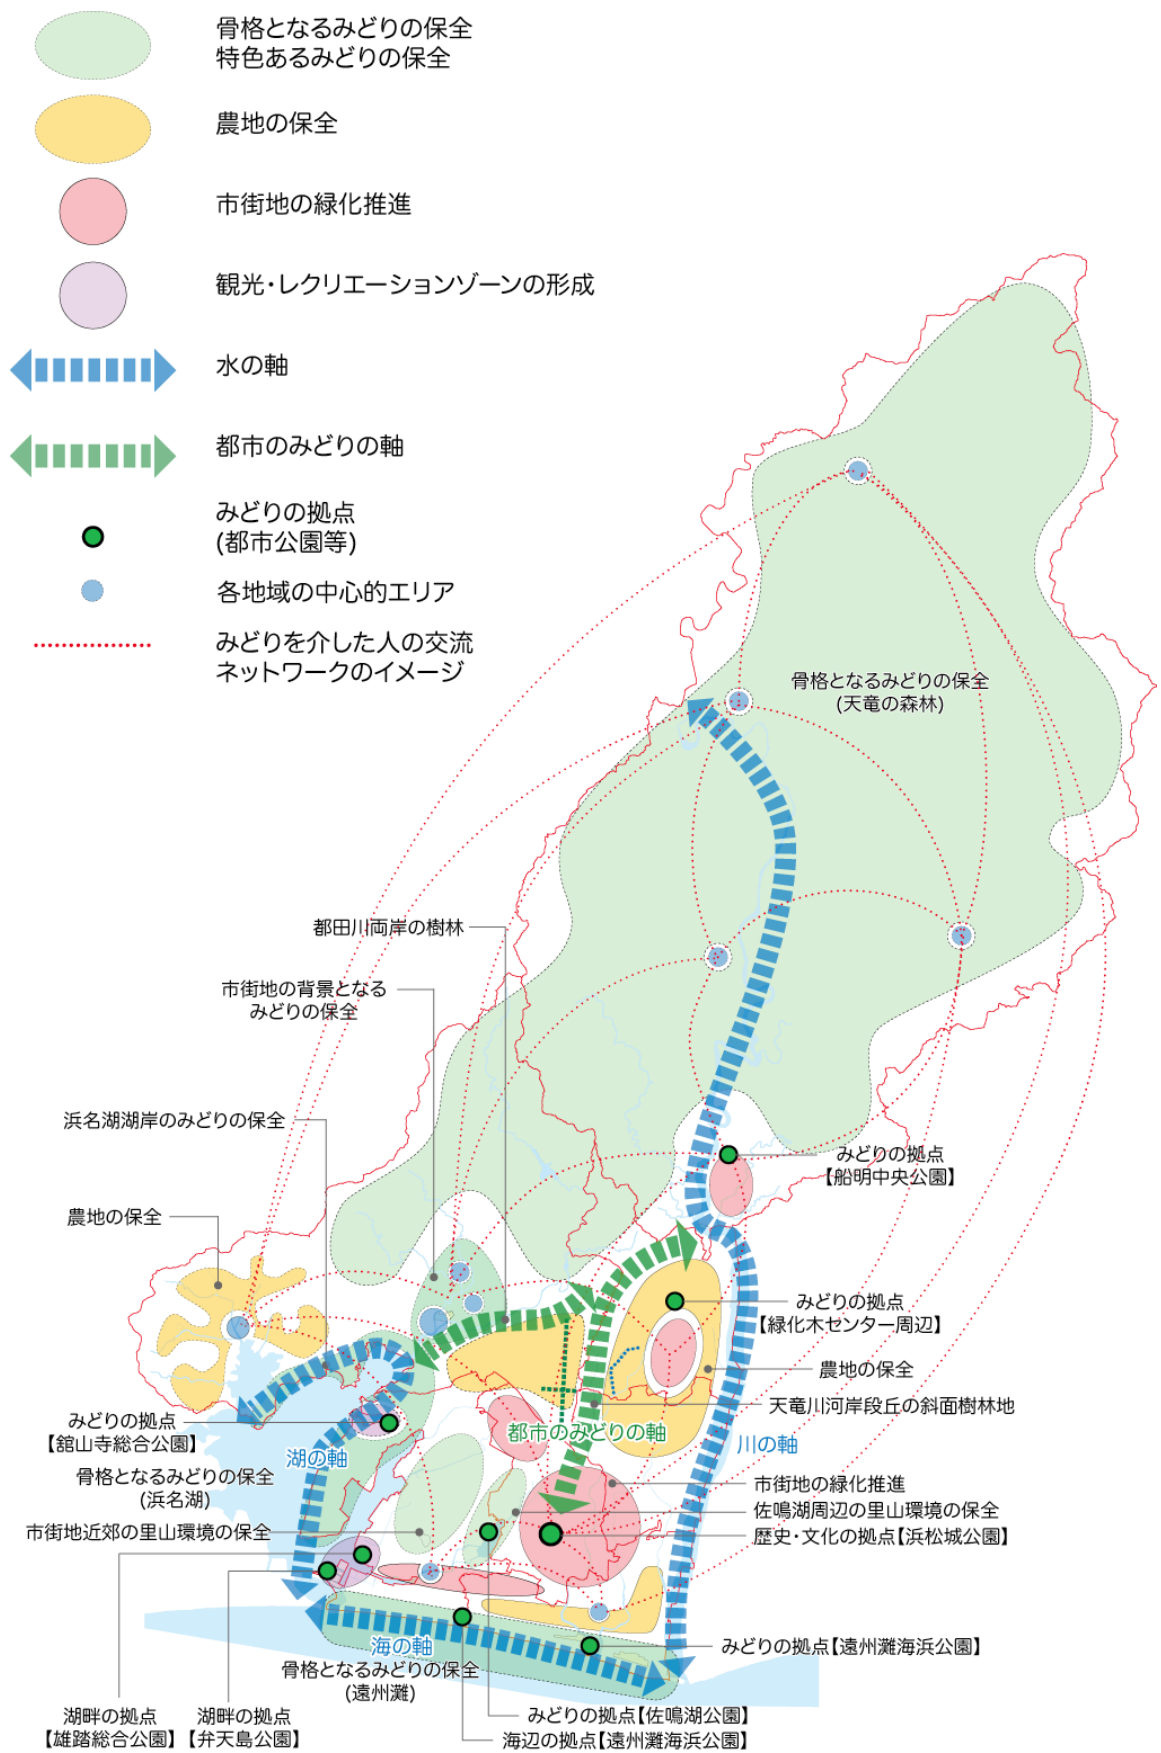 骨格となるみどりの保全
特色あるみどりの保全
農地の保全
市街地の緑化推進
観光・レクリエーションゾーンの形成
水の軸
都市のみどりの軸
みどりの拠点
(都市公園等)
各地域の中心的エリア
みどりを介した人の交流
ネットワークのイメージ
骨格となるみどりの保全
(天竜の森林)
都田川両岸の樹林
市街地の背景となる
みどりの保全
浜名湖湖岸のみどりの保全
みどりの拠点
【船明中央公園】
農地の保全
みどりの拠点
【緑化木センター周辺】
農地の保全
天竜川河岸段丘の斜面樹林地
みどりの拠点
【舘山寺総合公園】
都市のみどりの軸
川の軸
湖の軸
骨格となるみどりの保全
(浜名湖)
市街地の緑化推進
佐鳴湖周辺の里山環境の保全
市街地近郊の里山環境の保全
歴史・文化の拠点【浜松城公園】
海の軸
骨格となるみどりの保全
(遠州灘)
みどりの拠点【遠州灘海浜公園】
湖畔の拠点
【雄踏総合公園】
湖畔の拠点
【弁天島公園】
みどりの拠点【佐鳴湖公園】
海辺の拠点【遠州灘海浜公園】